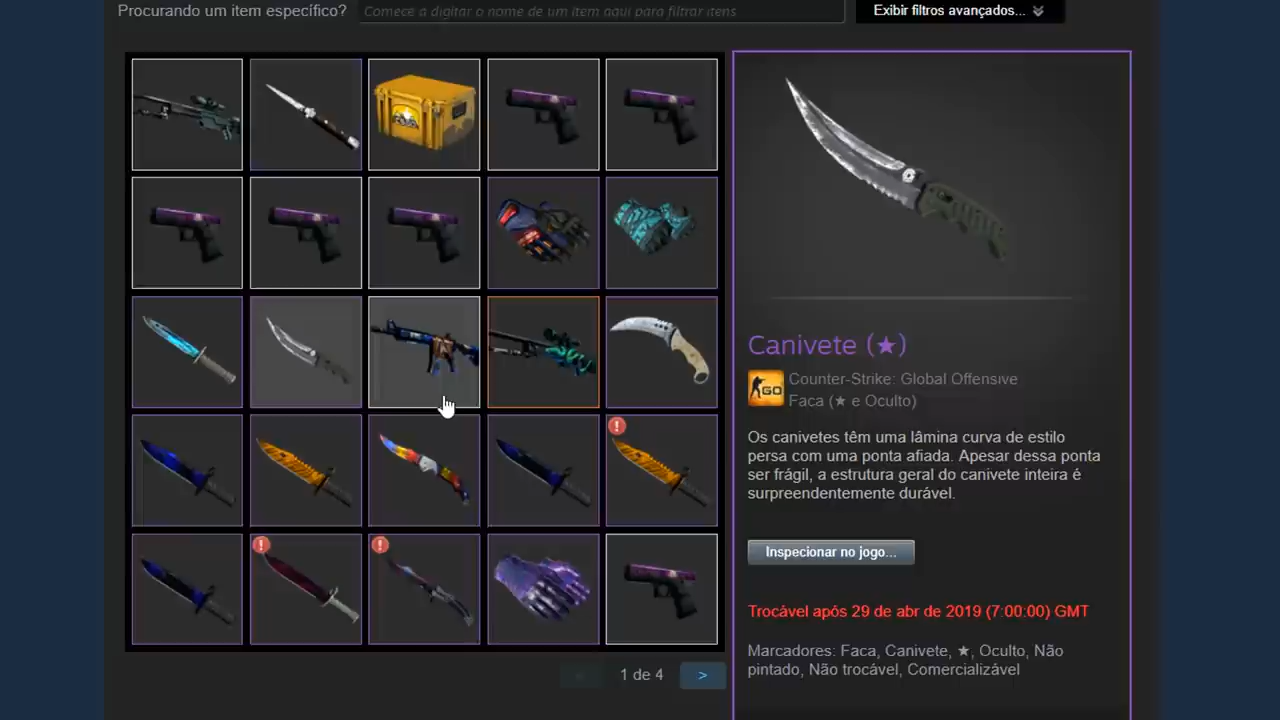 Procurando um item específico?
Comece a digitar o nome de um item aqui para filtrar itens
Exibir filtros avançados...
Canivete (★)
GO
Counter-Strike: Global Offensive
Faca (★ e Oculto)
Os canivetes têm uma lâmina curva de estilo
persa com uma ponta afiada. Apesar dessa ponta
ser frágil, a estrutura geral do canivete inteira é
surpreendentemente durável.
Inspecionar no jogo...
Trocável após 29 de abr de 2019 (7:00:00) GMT
Marcadores: Faca, Canivete, ★, Oculto, Não
pintado, Não trocável, Comercializável
1 de 4
>